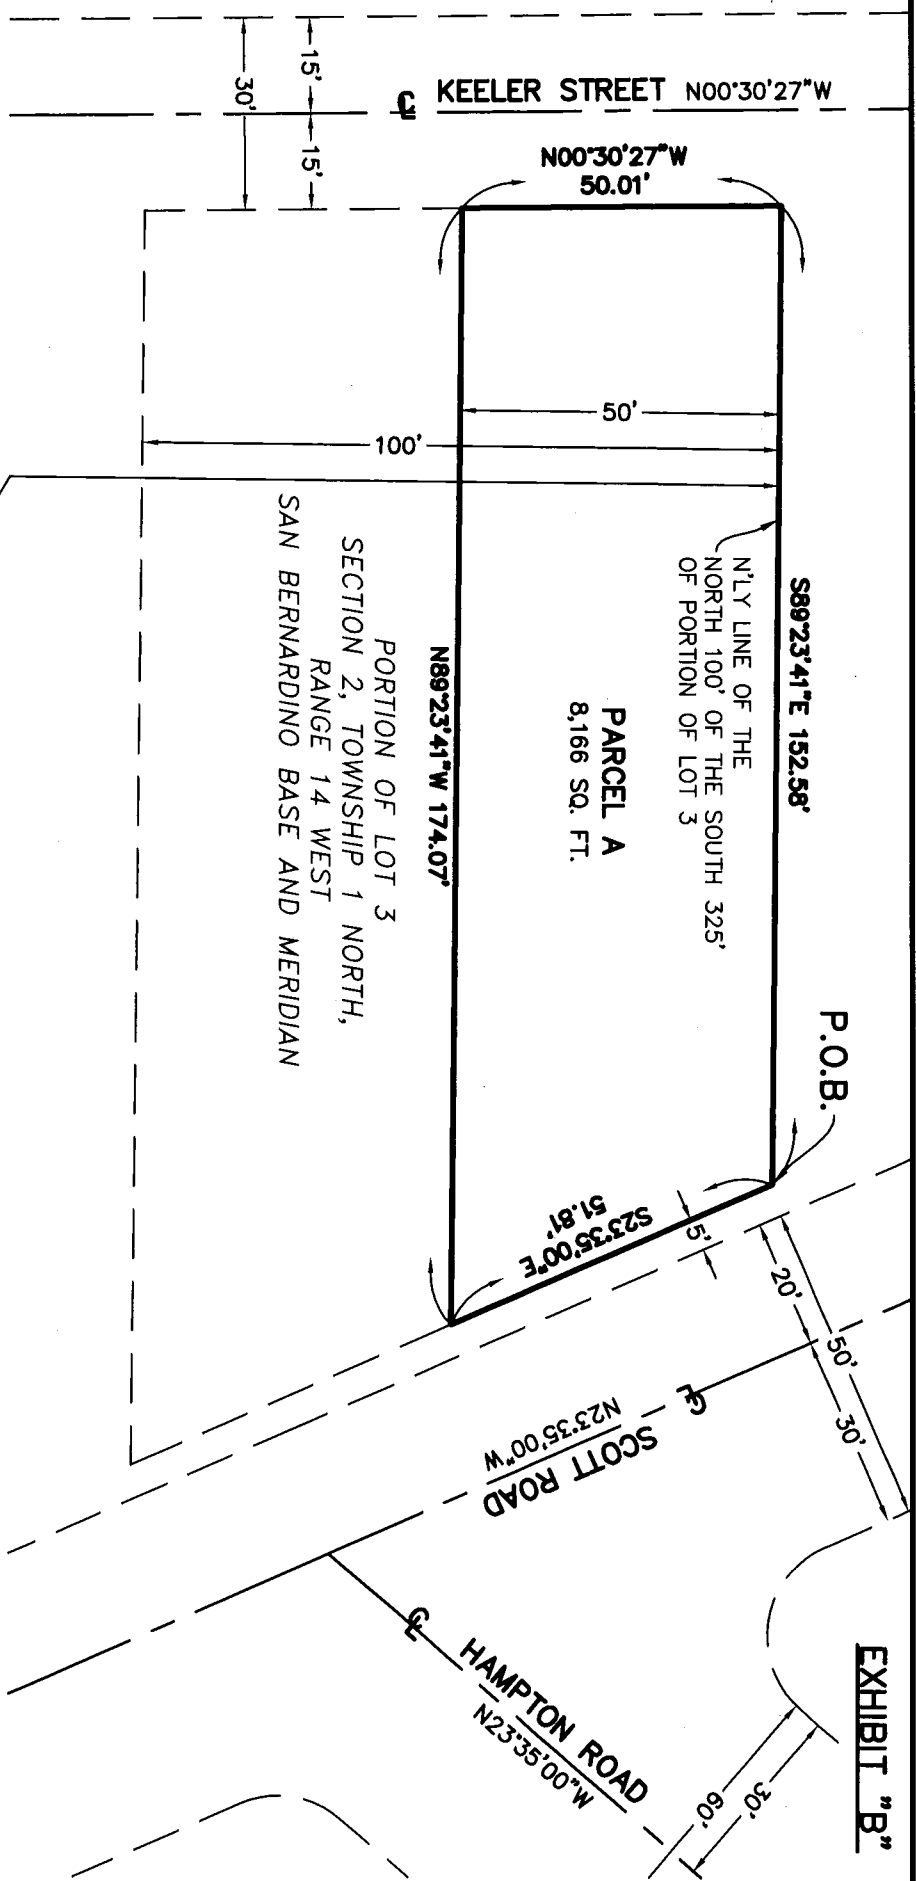 EXHIBIT "B"
KEELER STREET N00°30'27"W
15'
30'
15'
N00°30'27"W
50.01'
50'
100'
S89°23'41"E 152.58'
N'LY LINE OF THE
NORTH 100' OF THE SOUTH 325'
OF PORTION OF LOT 3
PARCEL A
8,166 SQ. FT.
N89°23'41"W 174.07'
PORTION OF LOT 3
SECTION 2, TOWNSHIP 1 NORTH,
RANGE 14 WEST
SAN BERNARDINO BASE AND MERIDIAN
P.O.B.
S23°35'00"E
51.81'
5'
20'
50'
30'
SCOTT ROAD
N23°35'00"W
HAMPTON ROAD
N23°35'00"W
30'
60'